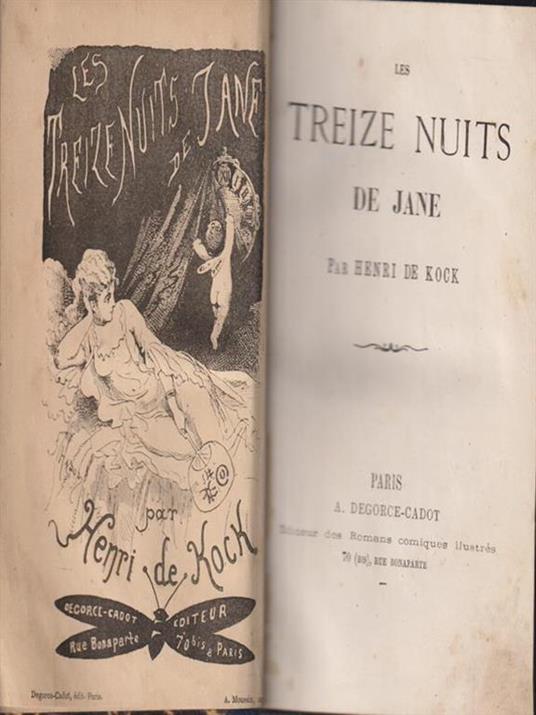 LES
TREIZE NUITS
DE JANE
par
Henri de Kock
DEGORCE-CADOT
EDITEUR
Rue Bonaparte
70 bis à PARIS
Degorce-Cadot, édit. Paris.
LES
TREIZE NUITS
DE JANE
PAR HENRI DE KOCK
PARIS
A. DEGORCE-CADOT
Editeur des Romans comiques illustrés
70 (BIS), RUE BONAPARTE